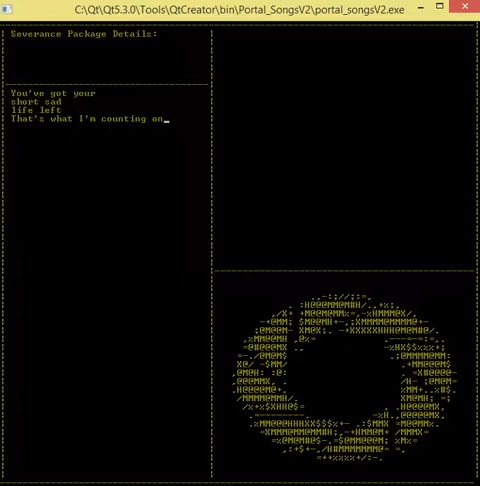 C:\Qt\Qt5.3.0\Tools\QtCreator\bin\Portal_SongsV2\portal_songsV2.exe
Severance Package Details:
You've got your
short sad
life left
That's what I'm counting on_